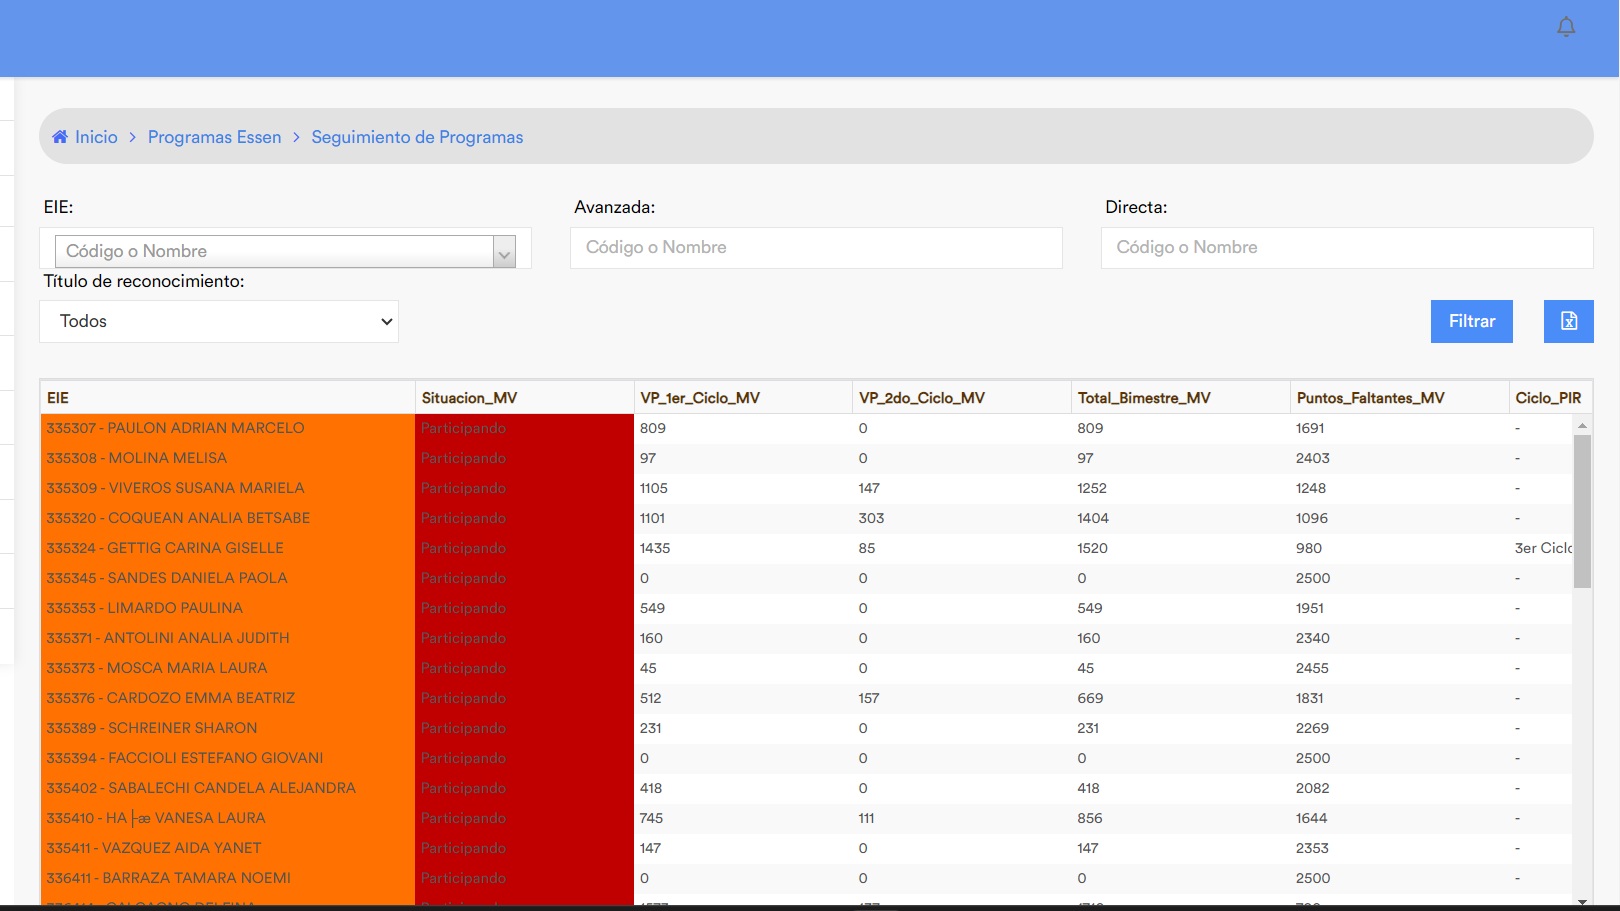 Inicio > Programas Essen > Seguimiento de Programas
EIE: Avanzada: Directa:
Código o Nombre Código o Nombre Código o Nombre
Título de reconocimiento:
Todos Filtrar
EIE Situacion_MV VP_1er_Ciclo_MV VP_2do_Ciclo_MV Total_Bimestre_MV Puntos_Faltantes_MV Ciclo_PIR
335307 - PAULON ADRIAN MARCELO Participando 809 0 809 1691 -
335308 - MOLINA MELISA Participando 97 0 97 2403 -
335309 - VIVEROS SUSANA MARIELA Participando 1105 147 1252 1248 -
335320 - COQUEAN ANALIA BETSABE Participando 1101 303 1404 1096 -
335324 - GETTIG CARINA GISELLE Participando 1435 85 1520 980 3er Ciclo
335345 - SANDES DANIELA PAOLA Participando 0 0 0 2500 -
335353 - LIMARDO PAULINA Participando 549 0 549 1951 -
335371 - ANTOLINI ANALIA JUDITH Participando 160 0 160 2340 -
335373 - MOSCA MARIA LAURA Participando 45 0 45 2455 -
335376 - CARDOZO EMMA BEATRIZ Participando 512 157 669 1831 -
335389 - SCHREINER SHARON Participando 231 0 231 2269 -
335394 - FACCIOLI ESTEFANO GIOVANI Participando 0 0 0 2500 -
335402 - SABALECHI CANDELA ALEJANDRA Participando 418 0 418 2082 -
335410 - HA├æ VANESA LAURA Participando 745 111 856 1644 -
335411 - VAZQUEZ AIDA YANET Participando 147 0 147 2353 -
336411 - BARRAZA TAMARA NOEMI Participando 0 0 0 2500 -